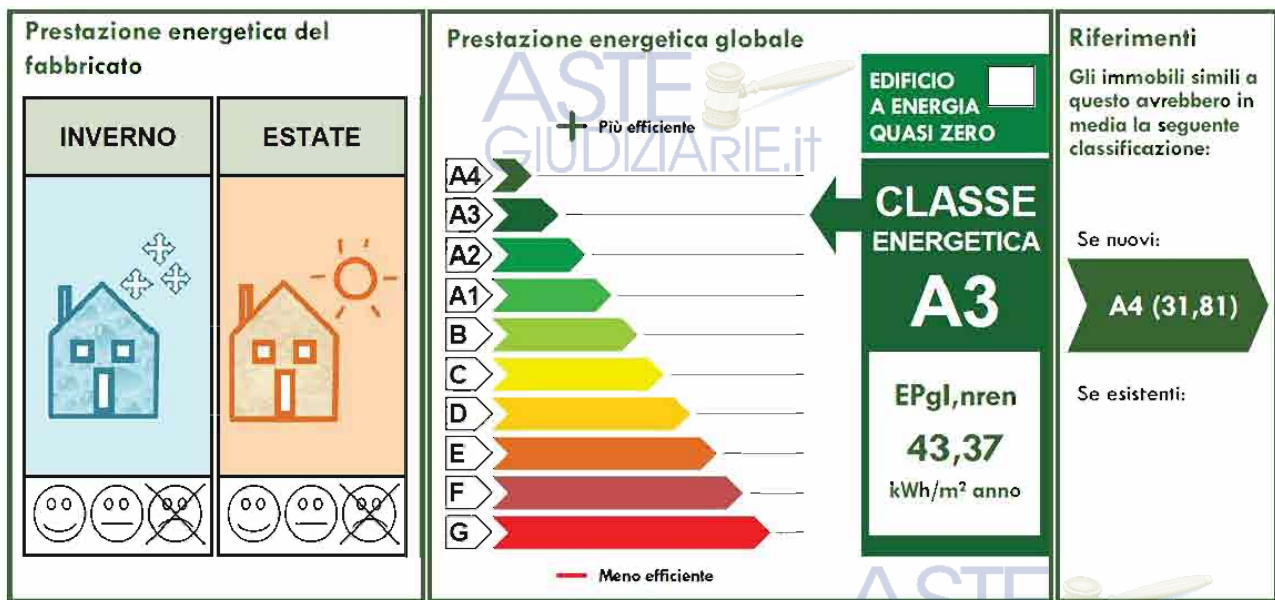 Prestazione energetica del
fabbricato
INVERNO
ESTATE
Prestazione energetica globale
ASTE
GIUDIZIARIE.it
Più efficiente
A4
A3
A2
A1
B
C
D
E
F
G
Meno efficiente
EDIFICIO
A ENERGIA
QUASI ZERO
CLASSE
ENERGETICA
A3
EPgl,nren
43,37
kWh/m² anno
Riferimenti
Gli immobili simili a
questo avrebbero in
media la seguente
classificazione:
Se nuovi:
A4 (31,81)
Se esistenti:
ASTE